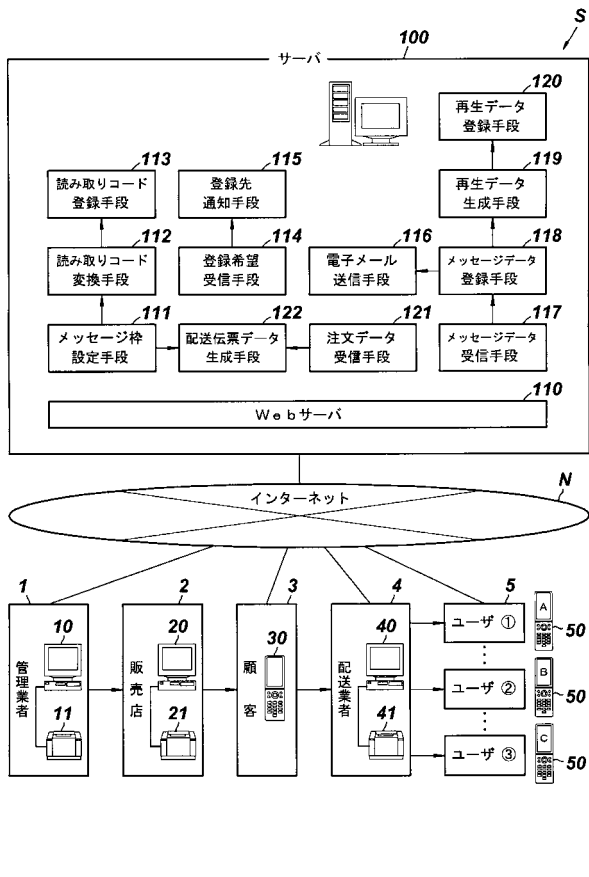 S
100
サーバ
120
再生データ
登録手段
113
115
119
読み取りコード
登録手段
登録先
通知手段
再生データ
生成手段
112
114
116
118
読み取りコード
変換手段
登録希望
受信手段
電子メール
送信手段
メッセージデータ
登録手段
111
122
121
117
メッセージ枠
設定手段
配送伝票データ
生成手段
注文データ
受信手段
メッセージデータ
受信手段
110
Webサーバ
N
インターネット
1
2
3
4
5
管理業者
10
11
販売店
20
21
顧客
30
配送業者
40
41
ユーザ ①
A
50
ユーザ ②
B
50
ユーザ ③
C
50